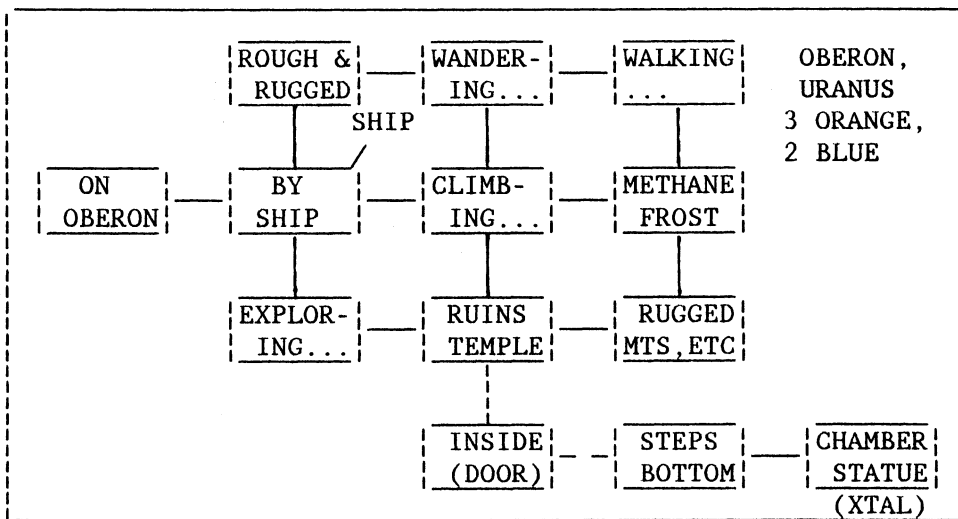 ROUGH & RUGGED
WANDER-ING...
WALKING ...
OBERON,
URANUS
3 ORANGE,
2 BLUE
SHIP
ON OBERON
BY SHIP
CLIMB-ING...
METHANE FROST
EXPLOR-ING...
RUINS TEMPLE
RUGGED MTS,ETC
INSIDE (DOOR)
STEPS BOTTOM
CHAMBER STATUE (XTAL)